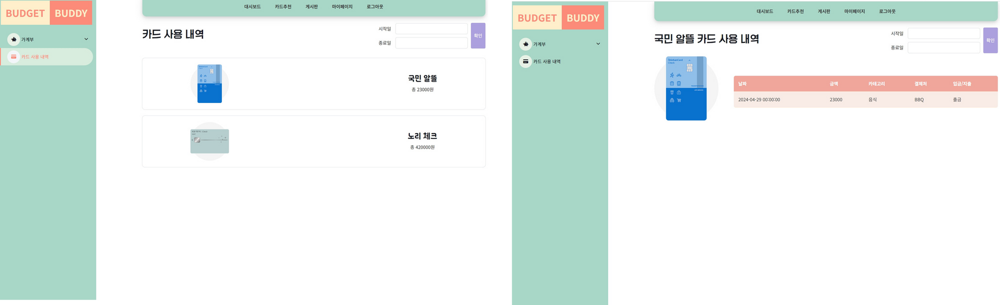 BUDGET BUDDY
가계부
카드 사용 내역
대시보드 카드추천 게시판 마이페이지 로그아웃
카드 사용 내역
시작일
종료일
확인
국민 알뜰
총 23000원
노리 체크
총 420000원
BUDGET BUDDY
가계부
카드 사용 내역
대시보드 카드추천 게시판 마이페이지 로그아웃
국민 알뜰 카드 사용 내역
시작일
종료일
확인
ShinhanCard
Check
날짜 금액 카테고리 결제처 입금/지출
2024-04-29 00:00:00 23000 음식 BBQ 출금